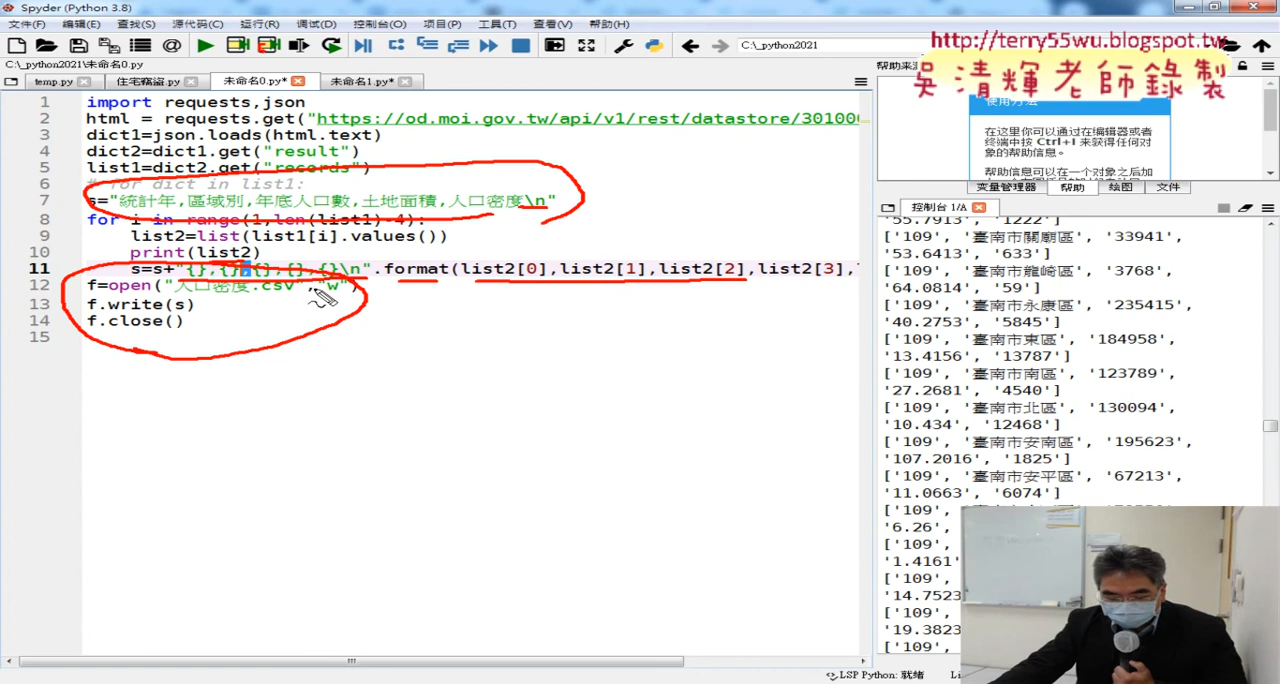 Spyder (Python 3.8)
文件(F) 编辑(E) 查找(S) 源代码(C) 运行(R) 调试(D) 控制台(O) 项目(P) 工具(T) 查看(V) 帮助(H)
C:\_python2021
http://terry55wu.blogspot.tw
吳清輝老師錄製
C:\_python2021\未命名0.py
temp.py 住宅竊盜.py 未命名0.py* 未命名1.py*
帮助来
使用方法
在这里你可以通过在编辑器或者
终端中按 Ctrl+I 来获得任何对
象的帮助信息。
帮助信息可以在一个对象之后加
变量管理器 帮助 绘图 文件
1 import requests,json
2 html = requests.get("https://od.moi.gov.tw/api/v1/rest/datastore/30100
3 dict1=json.loads(html.text)
4 dict2=dict1.get("result")
5 list1=dict2.get("records")
6 # for dict in list1:
7 s="統計年,區域別,年底人口數,土地面積,人口密度\n"
8 for i in range(1,len(list1)-4):
9 list2=list(list1[i].values())
10 print(list2)
11 s=s+"{},{},{},{},{}\n".format(list2[0],list2[1],list2[2],list2[3],
12 f=open("人口密度.csv","w")
13 f.write(s)
14 f.close()
15
控制台 1/A
55.7913', '1222']
['109', '臺南市關廟區', '33941',
'53.6413', '633']
['109', '臺南市龍崎區', '3768',
'64.0814', '59']
['109', '臺南市永康區', '235415',
'40.2753', '5845']
['109', '臺南市東區', '184958',
'13.4156', '13787']
['109', '臺南市南區', '123789',
'27.2681', '4540']
['109', '臺南市北區', '130094',
'10.434', '12468']
['109', '臺南市安南區', '195623',
'107.2016', '1825']
['109', '臺南市安平區', '67213',
'11.0663', '6074']
['109',
'6.26'
['109'
'1.4161
['109'
'14.752
['109'
'19.382
['109'
LSP Python: 就绪